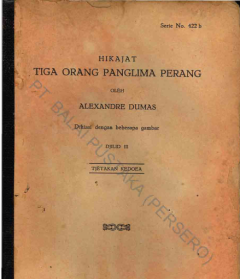 Serie No. 422 b
HIKAJAT
TIGA ORANG PANGLIMA PERANG
OLEH
ALEXANDRE DUMAS
Dihiasi dengan beberapa gambar
DJILID III
TJETAKAN KEDOEA
PT. BALAI PUSTAKA (PERSERO)